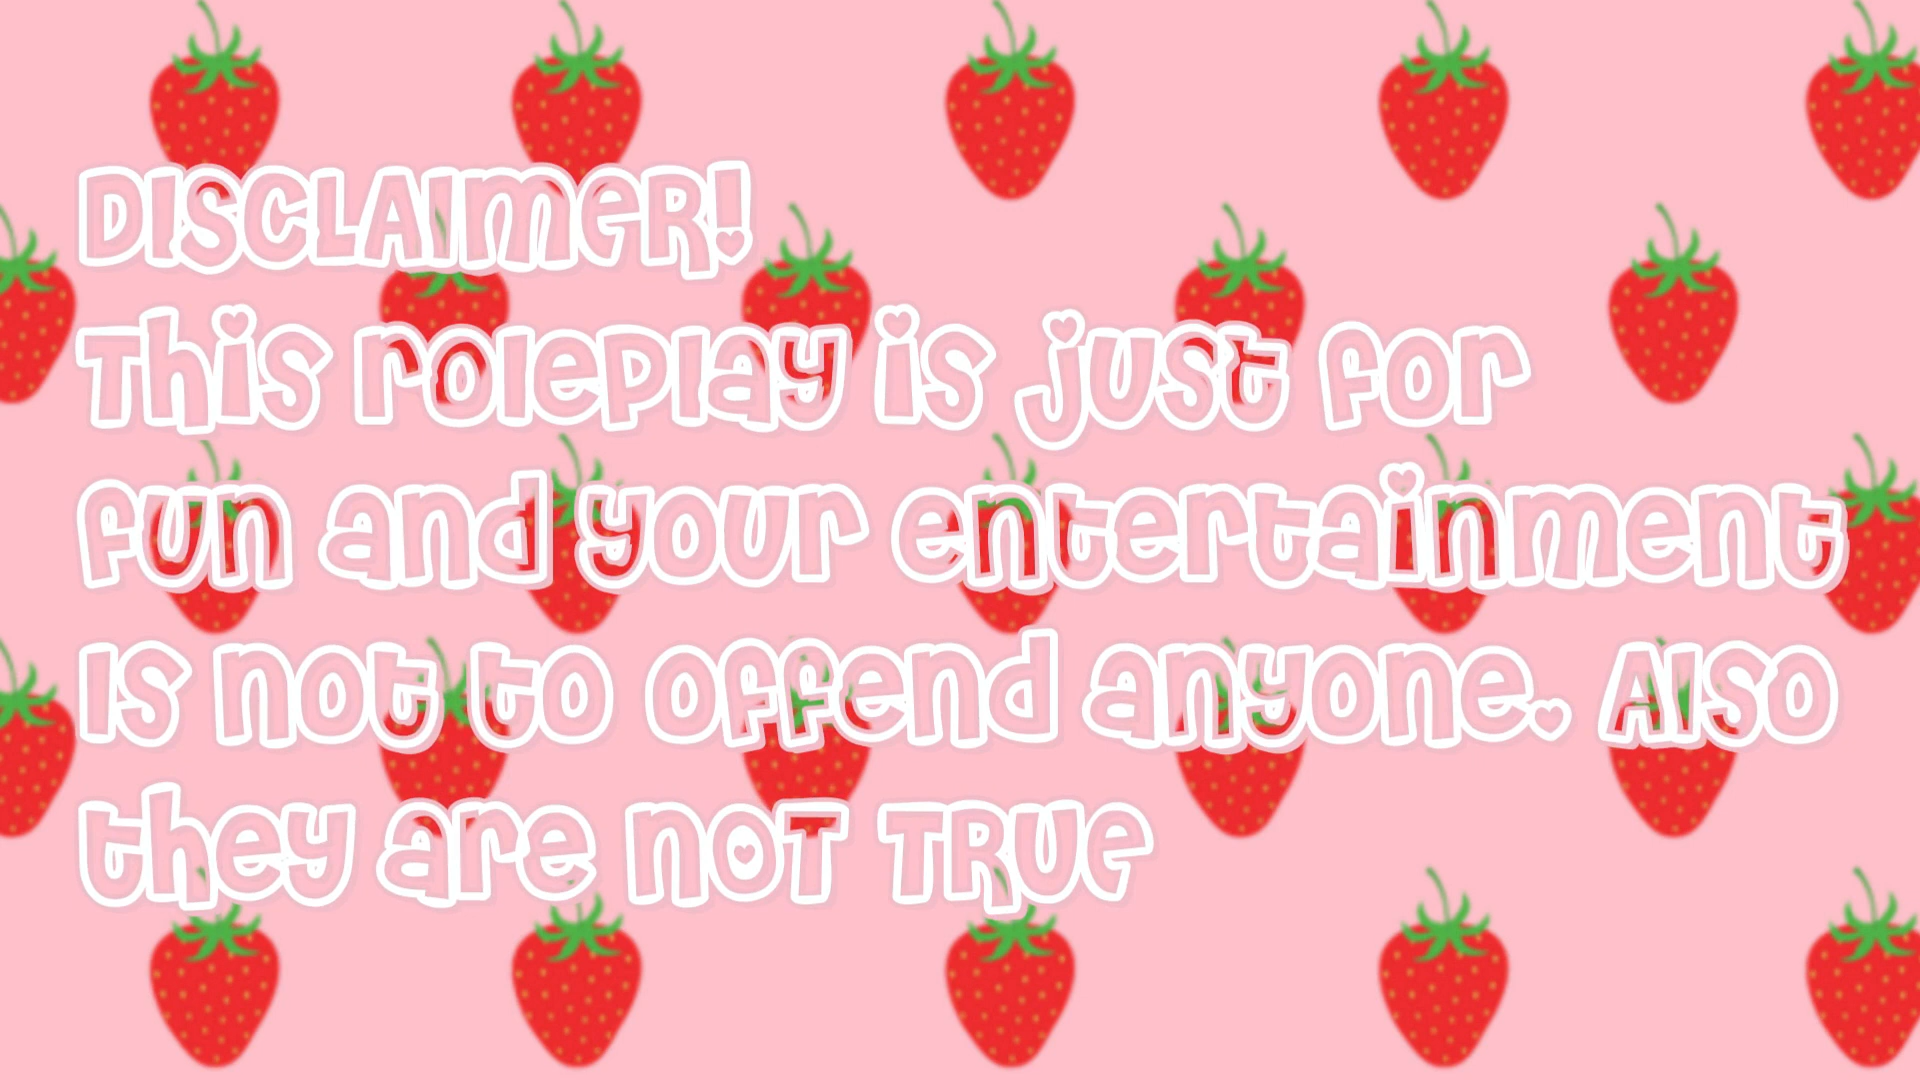 DISCLAIMER!
This roleplay is just for
fun and your entertainment
Is not to offend anyone. Also
they are NOT TRUE